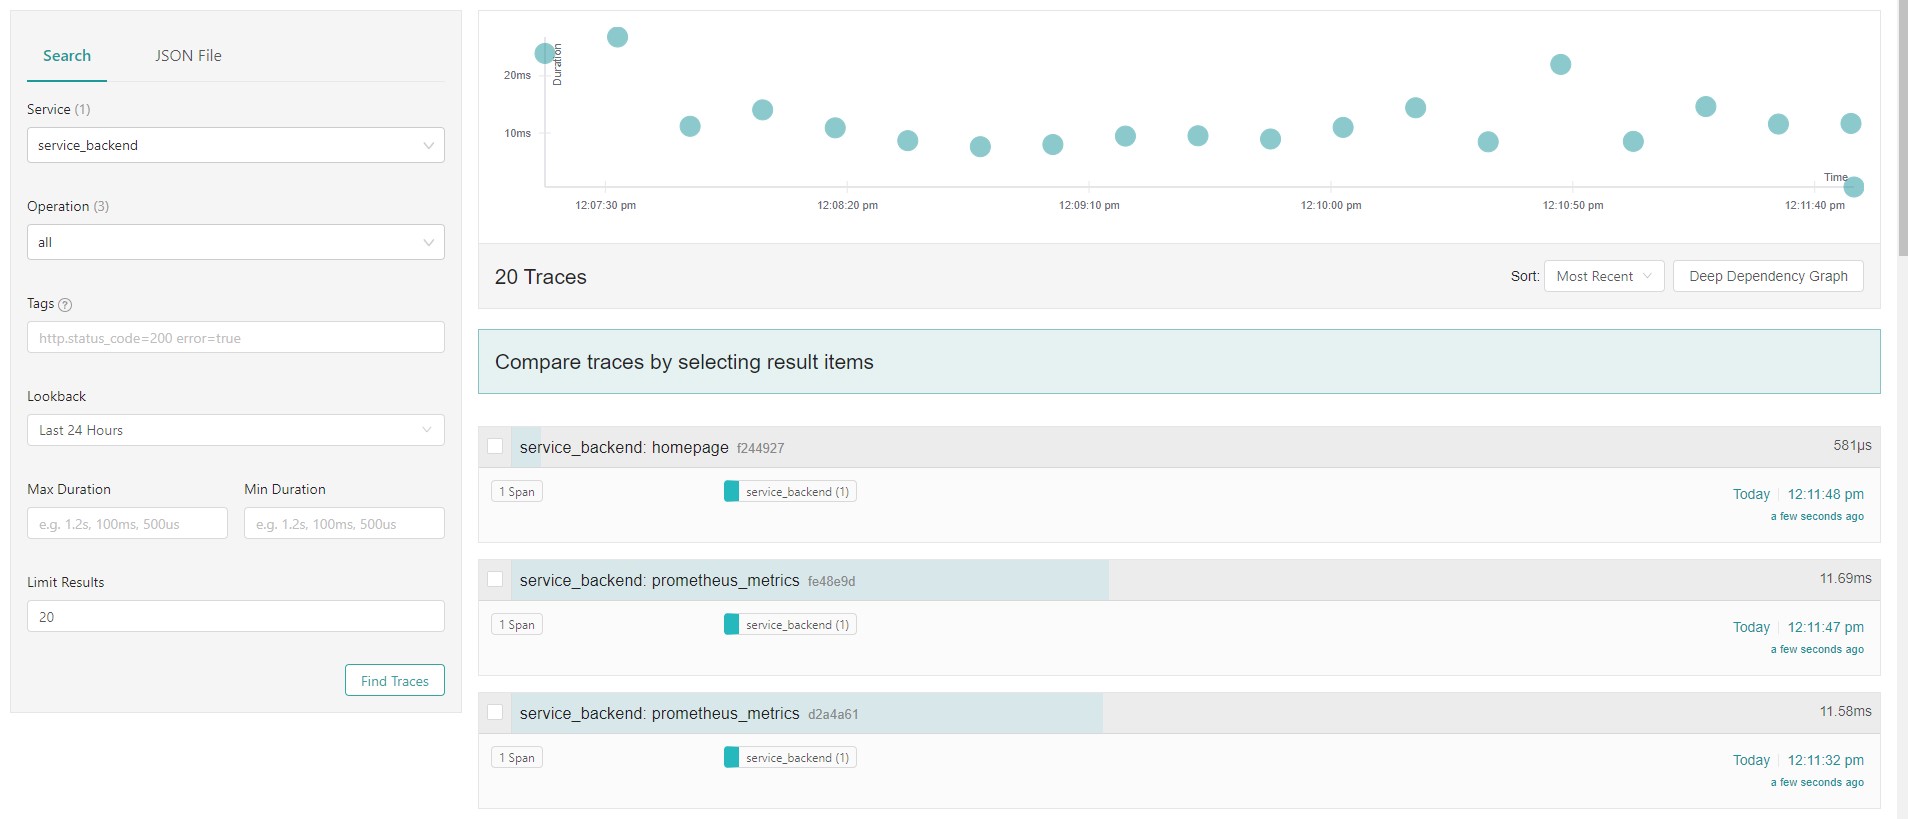 Search
JSON File
Service (1)
service_backend
Operation (3)
all
Tags ?
http.status_code=200 error=true
Lookback
Last 24 Hours
Max Duration
Min Duration
e.g. 1.2s, 100ms, 500us
e.g. 1.2s, 100ms, 500us
Limit Results
20
Find Traces
Duration
20ms
10ms
Time
12:07:30 pm
12:08:20 pm
12:09:10 pm
12:10:00 pm
12:10:50 pm
12:11:40 pm
20 Traces
Sort: Most Recent
Deep Dependency Graph
Compare traces by selecting result items
service_backend: homepage f244927
581μs
1 Span
service_backend (1)
Today 12:11:48 pm
a few seconds ago
service_backend: prometheus_metrics fe48e9d
11.69ms
1 Span
service_backend (1)
Today 12:11:47 pm
a few seconds ago
service_backend: prometheus_metrics d2a4a61
11.58ms
1 Span
service_backend (1)
Today 12:11:32 pm
a few seconds ago